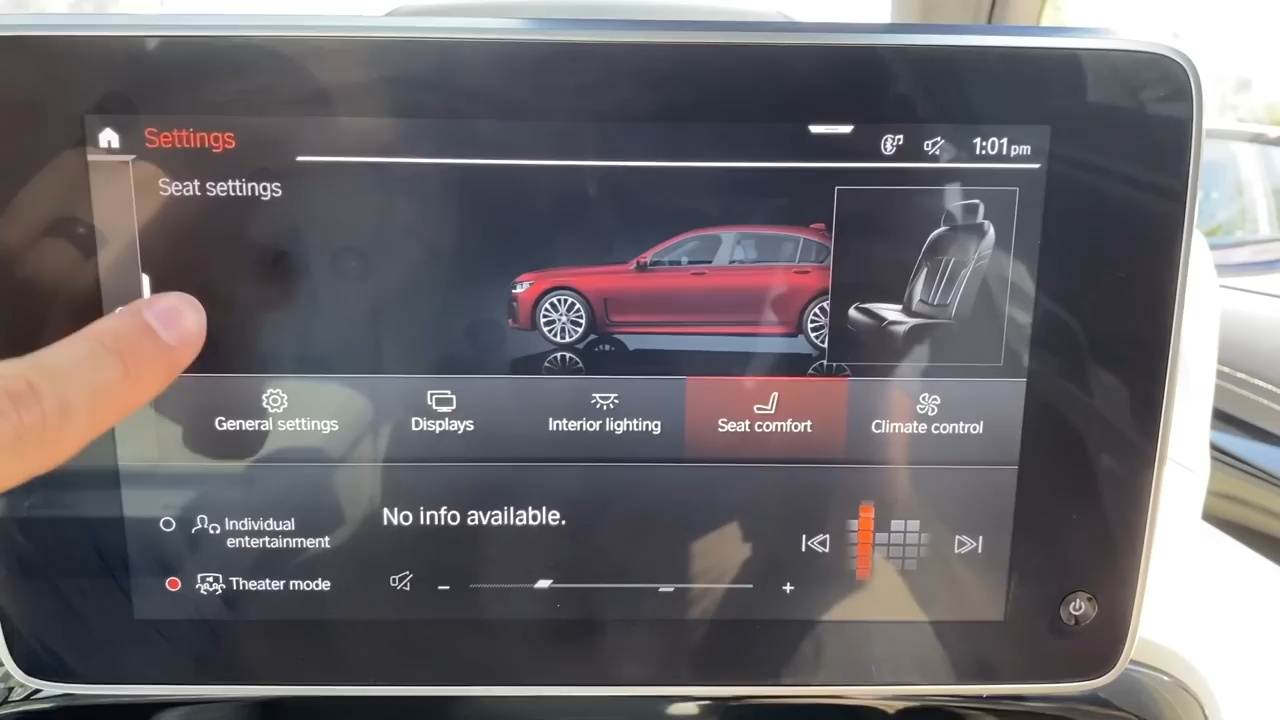 Settings
1:01pm
Seat settings
General settings
Displays
Interior lighting
Seat comfort
Climate control
Individual
entertainment
No info available.
Theater mode